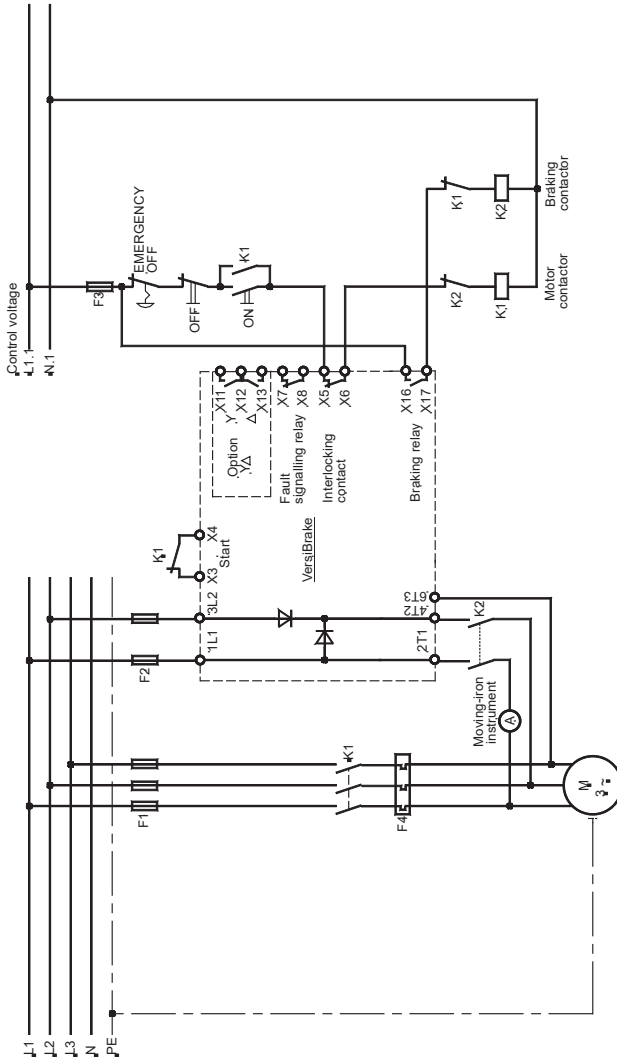 Control voltage
L1.1
N.1
F3
EMERGENCY
OFF
OFF
ON
K1
K1
K2
Braking
contactor
K2
K1
Motor
contactor
X11
X12
X13
X7
X8
X5
X6
X16
X17
Y
Δ
Option
YΔ
Fault
signalling relay
Interlocking
contact
Braking relay
VersiBrake
K1
X3
X4
Start
3L2
1L1
6T3
4T2
2T1
K2
F2
Moving-iron
instrument
A
F1
K1
F4
M
3~
L1
L2
L3
N
PE